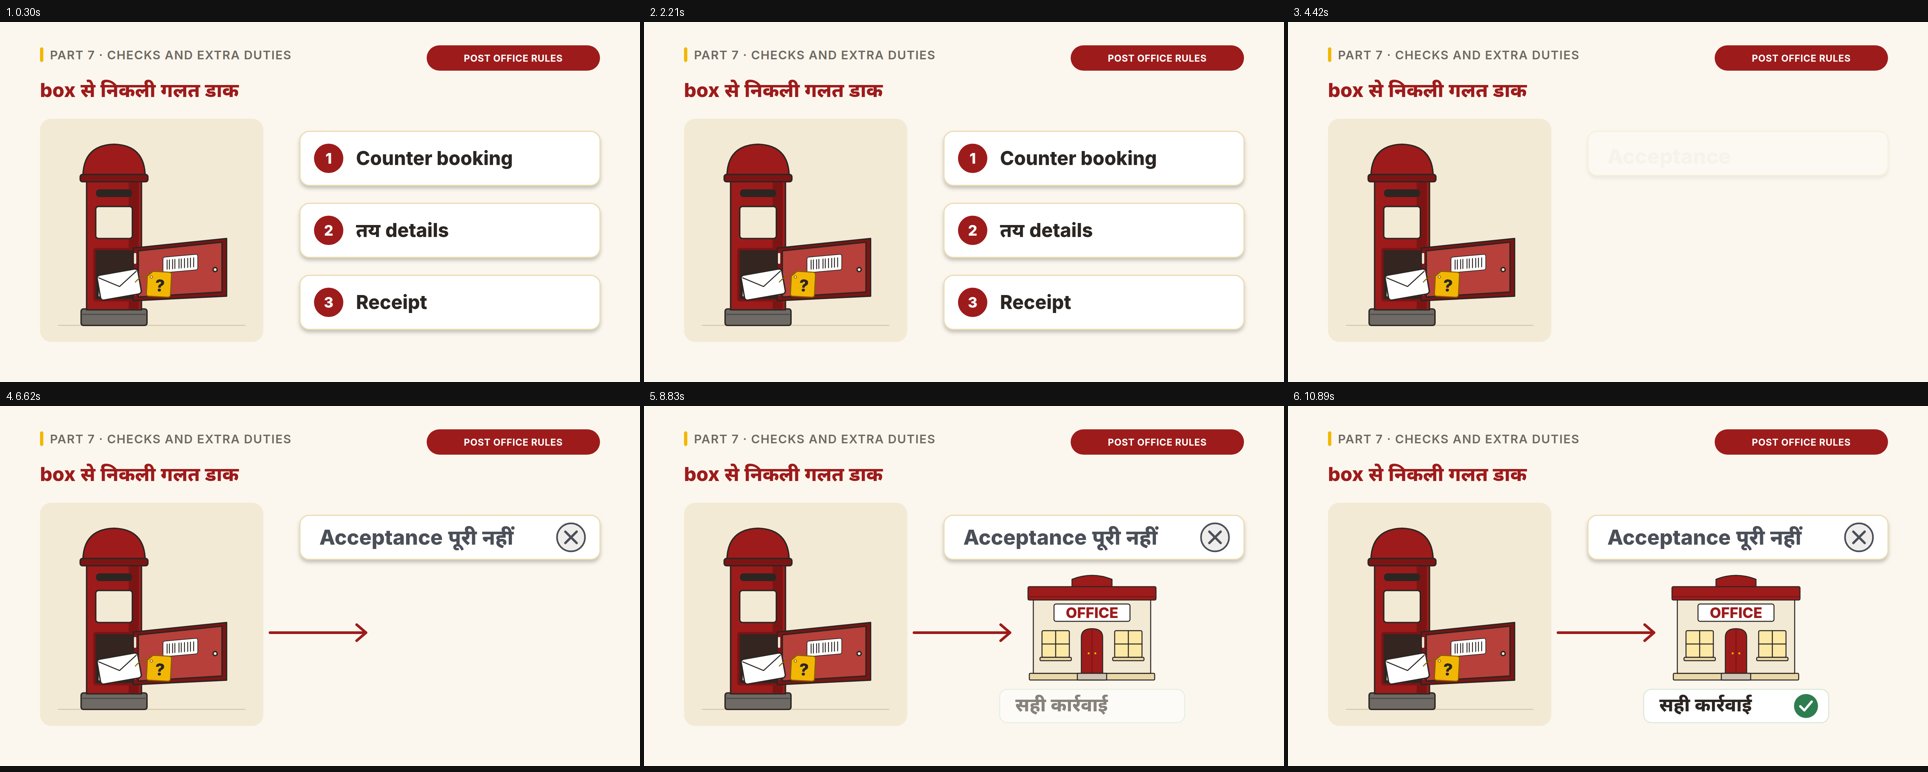 1. 0.30s
PART 7 · CHECKS AND EXTRA DUTIES
POST OFFICE RULES
box से निकली गलत डाक
?
1 Counter booking
2 तय details
3 Receipt
2. 2.21s
PART 7 · CHECKS AND EXTRA DUTIES
POST OFFICE RULES
box से निकली गलत डाक
?
1 Counter booking
2 तय details
3 Receipt
3. 4.42s
PART 7 · CHECKS AND EXTRA DUTIES
POST OFFICE RULES
box से निकली गलत डाक
Acceptance
?
4. 6.62s
PART 7 · CHECKS AND EXTRA DUTIES
POST OFFICE RULES
box से निकली गलत डाक
Acceptance पूरी नहीं
?
5. 8.83s
PART 7 · CHECKS AND EXTRA DUTIES
POST OFFICE RULES
box से निकली गलत डाक
Acceptance पूरी नहीं
OFFICE
?
सही कार्रवाई
6. 10.89s
PART 7 · CHECKS AND EXTRA DUTIES
POST OFFICE RULES
box से निकली गलत डाक
Acceptance पूरी नहीं
OFFICE
?
सही कार्रवाई